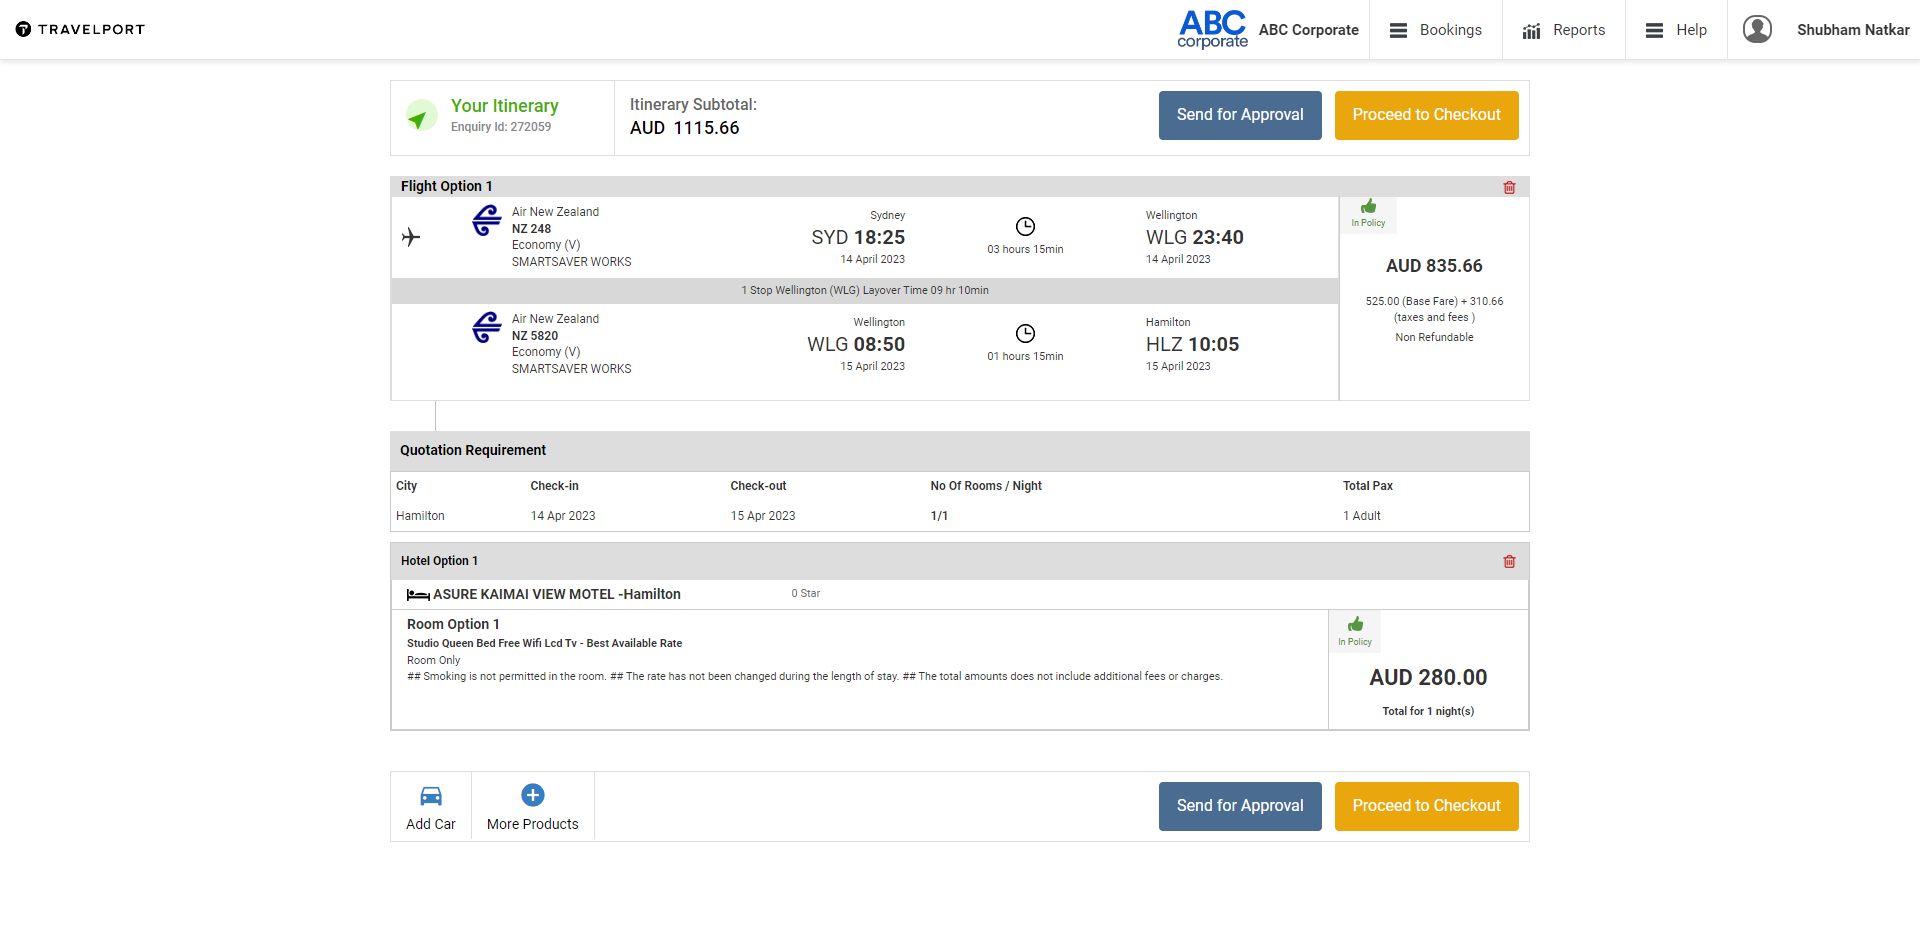 TRAVELPORT
ABC
corporate
ABC Corporate
Bookings
Reports
Help
Shubham Natkar
Your Itinerary
Enquiry Id: 272059
Itinerary Subtotal:
AUD 1115.66
Send for Approval
Proceed to Checkout
Flight Option 1
Air New Zealand
NZ 248
Economy (V)
SMARTSAVER WORKS
Sydney
SYD 18:25
14 April 2023
03 hours 15min
Wellington
WLG 23:40
14 April 2023
In Policy
AUD 835.66
525.00 (Base Fare) + 310.66
(taxes and fees )
Non Refundable
1 Stop Wellington (WLG) Layover Time 09 hr 10min
Air New Zealand
NZ 5820
Economy (V)
SMARTSAVER WORKS
Wellington
WLG 08:50
15 April 2023
01 hours 15min
Hamilton
HLZ 10:05
15 April 2023
Quotation Requirement
City Check-in Check-out No Of Rooms / Night Total Pax
Hamilton 14 Apr 2023 15 Apr 2023 1/1 1 Adult
Hotel Option 1
ASURE KAIMAI VIEW MOTEL -Hamilton 0 Star
Room Option 1
Studio Queen Bed Free Wifi Lcd Tv - Best Available Rate
Room Only
## Smoking is not permitted in the room. ## The rate has not been changed during the length of stay. ## The total amounts does not include additional fees or charges.
In Policy
AUD 280.00
Total for 1 night(s)
Add Car
More Products
Send for Approval
Proceed to Checkout